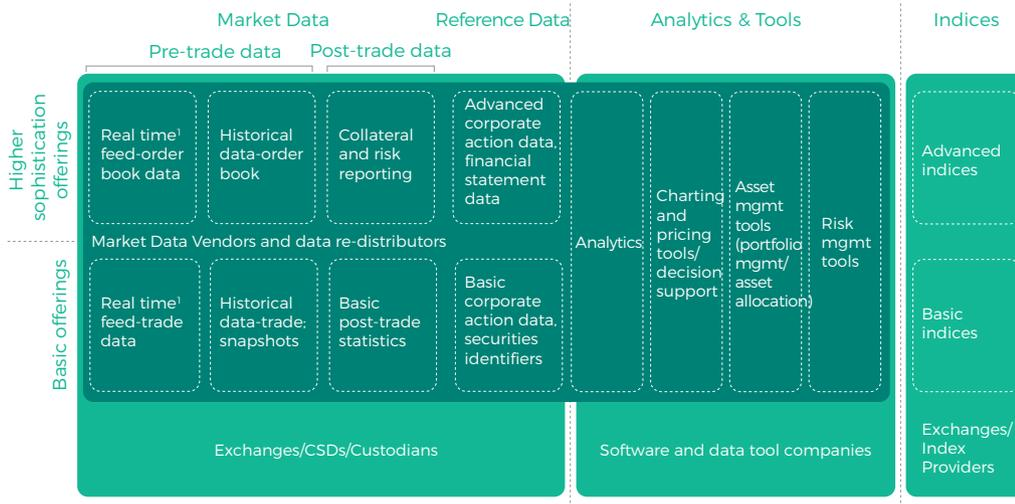 Market Data
Reference Data
Analytics & Tools
Indices
Pre-trade data
Post-trade data
Higher
sophistication
offerings
Real time¹
feed-order
book data
Historical
data-order
book
Collateral
and risk
reporting
Advanced
corporate
action data,
financial
statement
data
Market Data Vendors and data re-distributors
Basic offerings
Real time¹
feed-trade
data
Historical
data-trade;
snapshots
Basic
post-trade
statistics
Basic
corporate
action data,
securities
identifiers
Analytics
Charting
and
pricing
tools/
decision
support
Asset
mgmt
tools
(portfolio
mgmt/
asset
allocation)
Risk
mgmt
tools
Advanced
indices
Basic
indices
Exchanges/CSDs/Custodians
Software and data tool companies
Exchanges/
Index
Providers